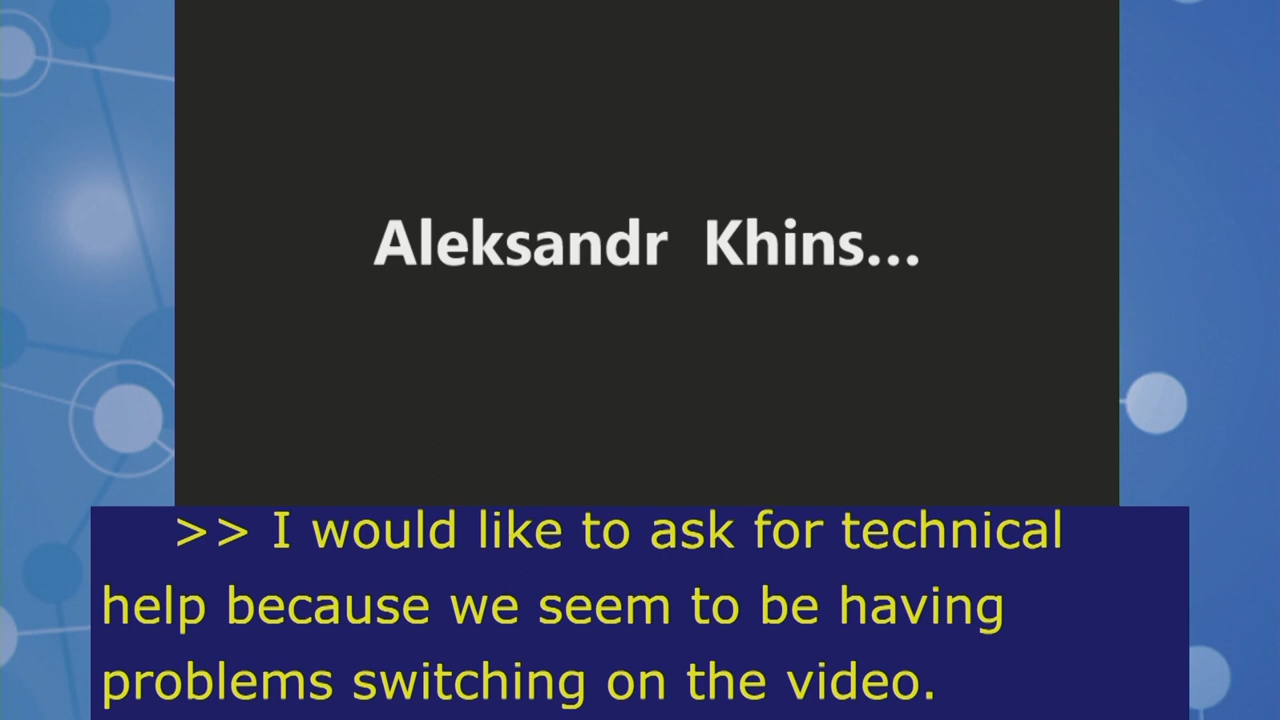 Aleksandr Khins...
>> I would like to ask for technical
help because we seem to be having
problems switching on the video.